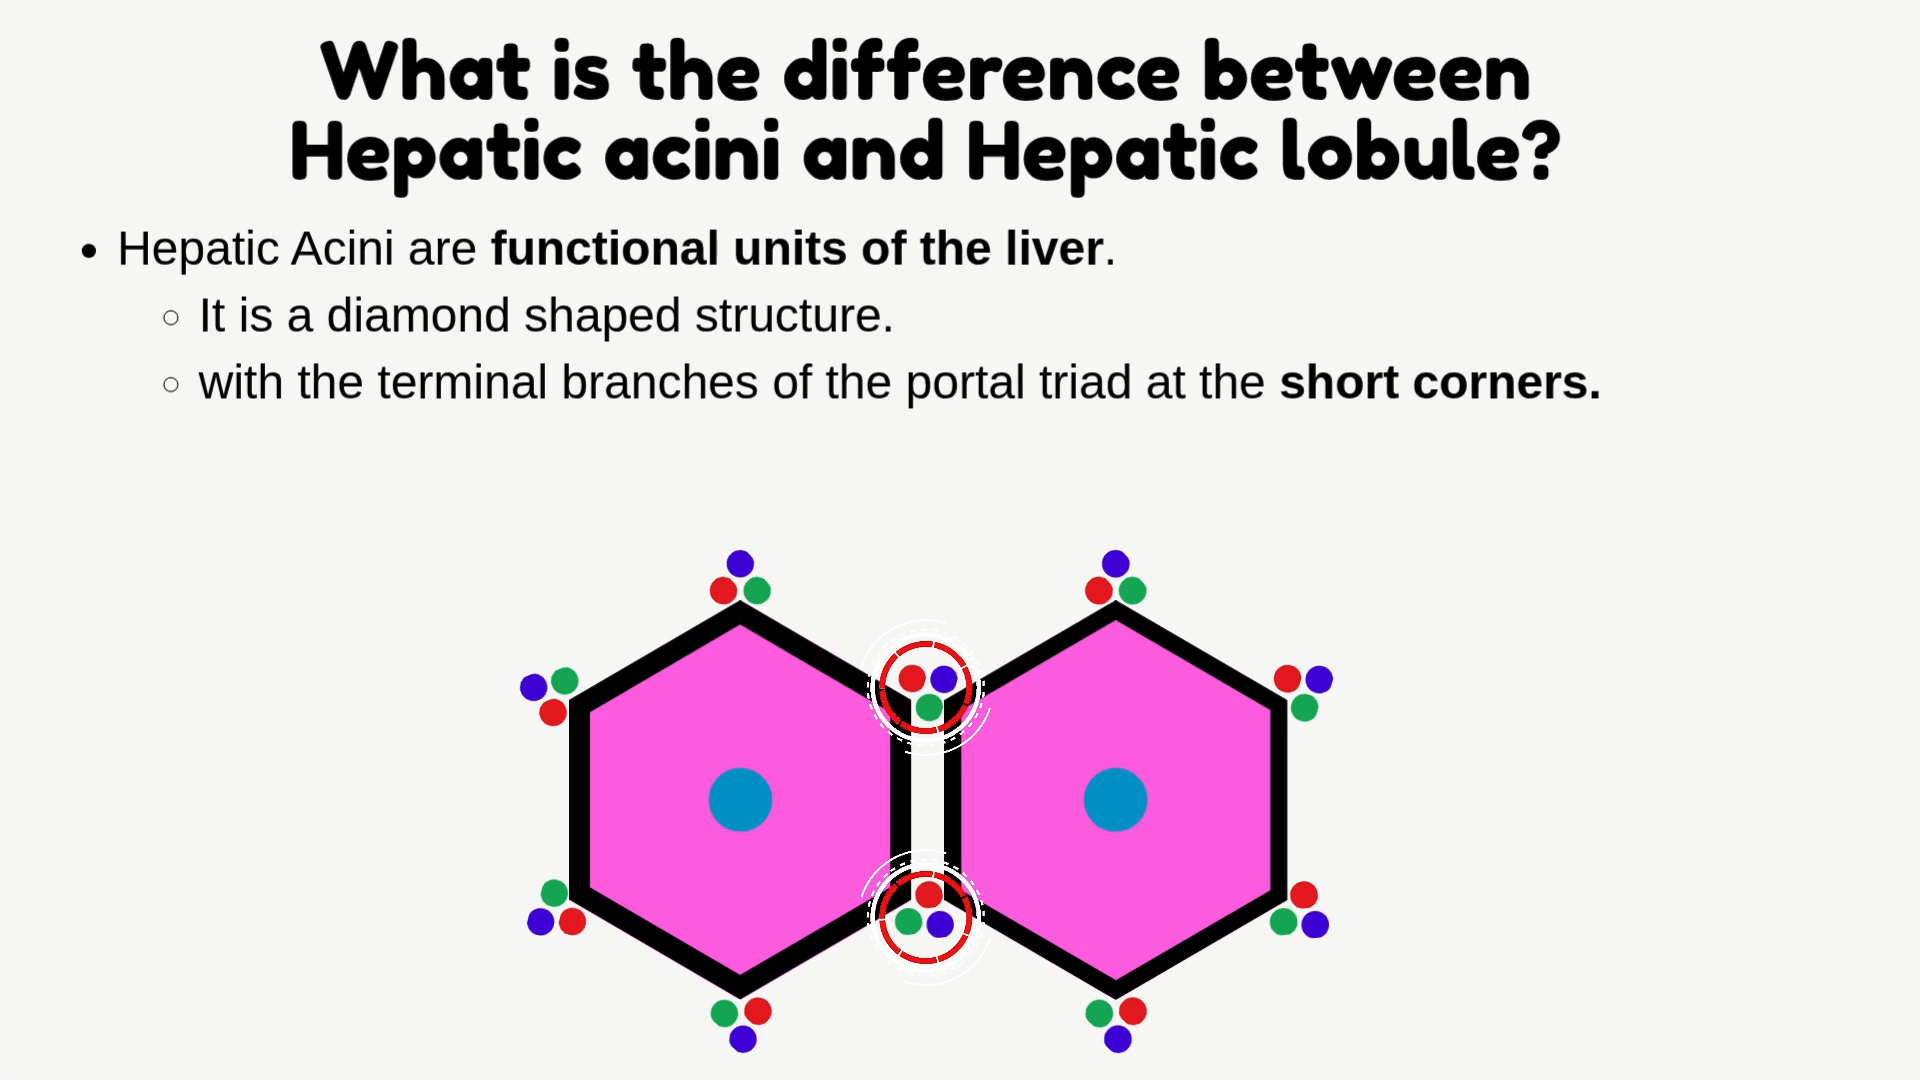 What is the difference between
Hepatic acini and Hepatic lobule?
• Hepatic Acini are functional units of the liver.
○ It is a diamond shaped structure.
○ with the terminal branches of the portal triad at the short corners.